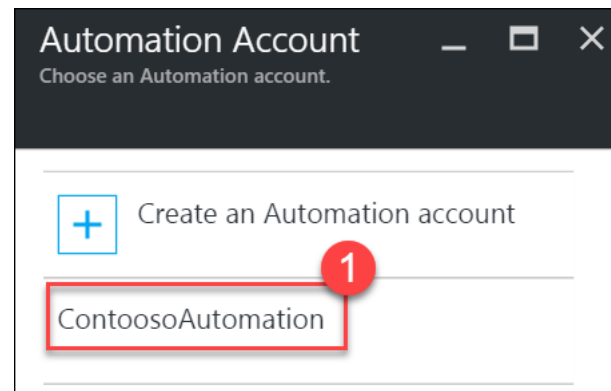 Automation Account
Choose an Automation account.
Create an Automation account
1
ContoosoAutomation